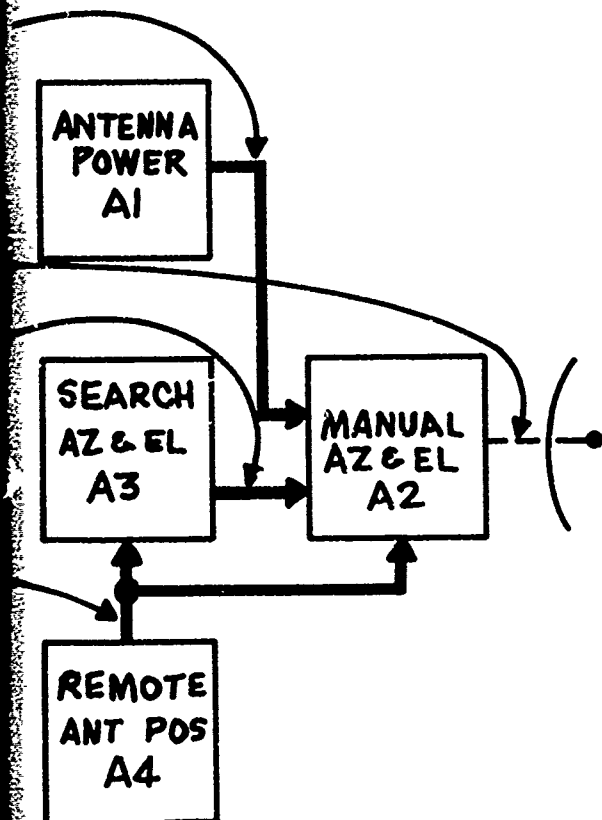 ANTENNA
POWER
A1
SEARCH
AZ & EL
A3
MANUAL
AZ & EL
A2
REMOTE
ANT POS
A4